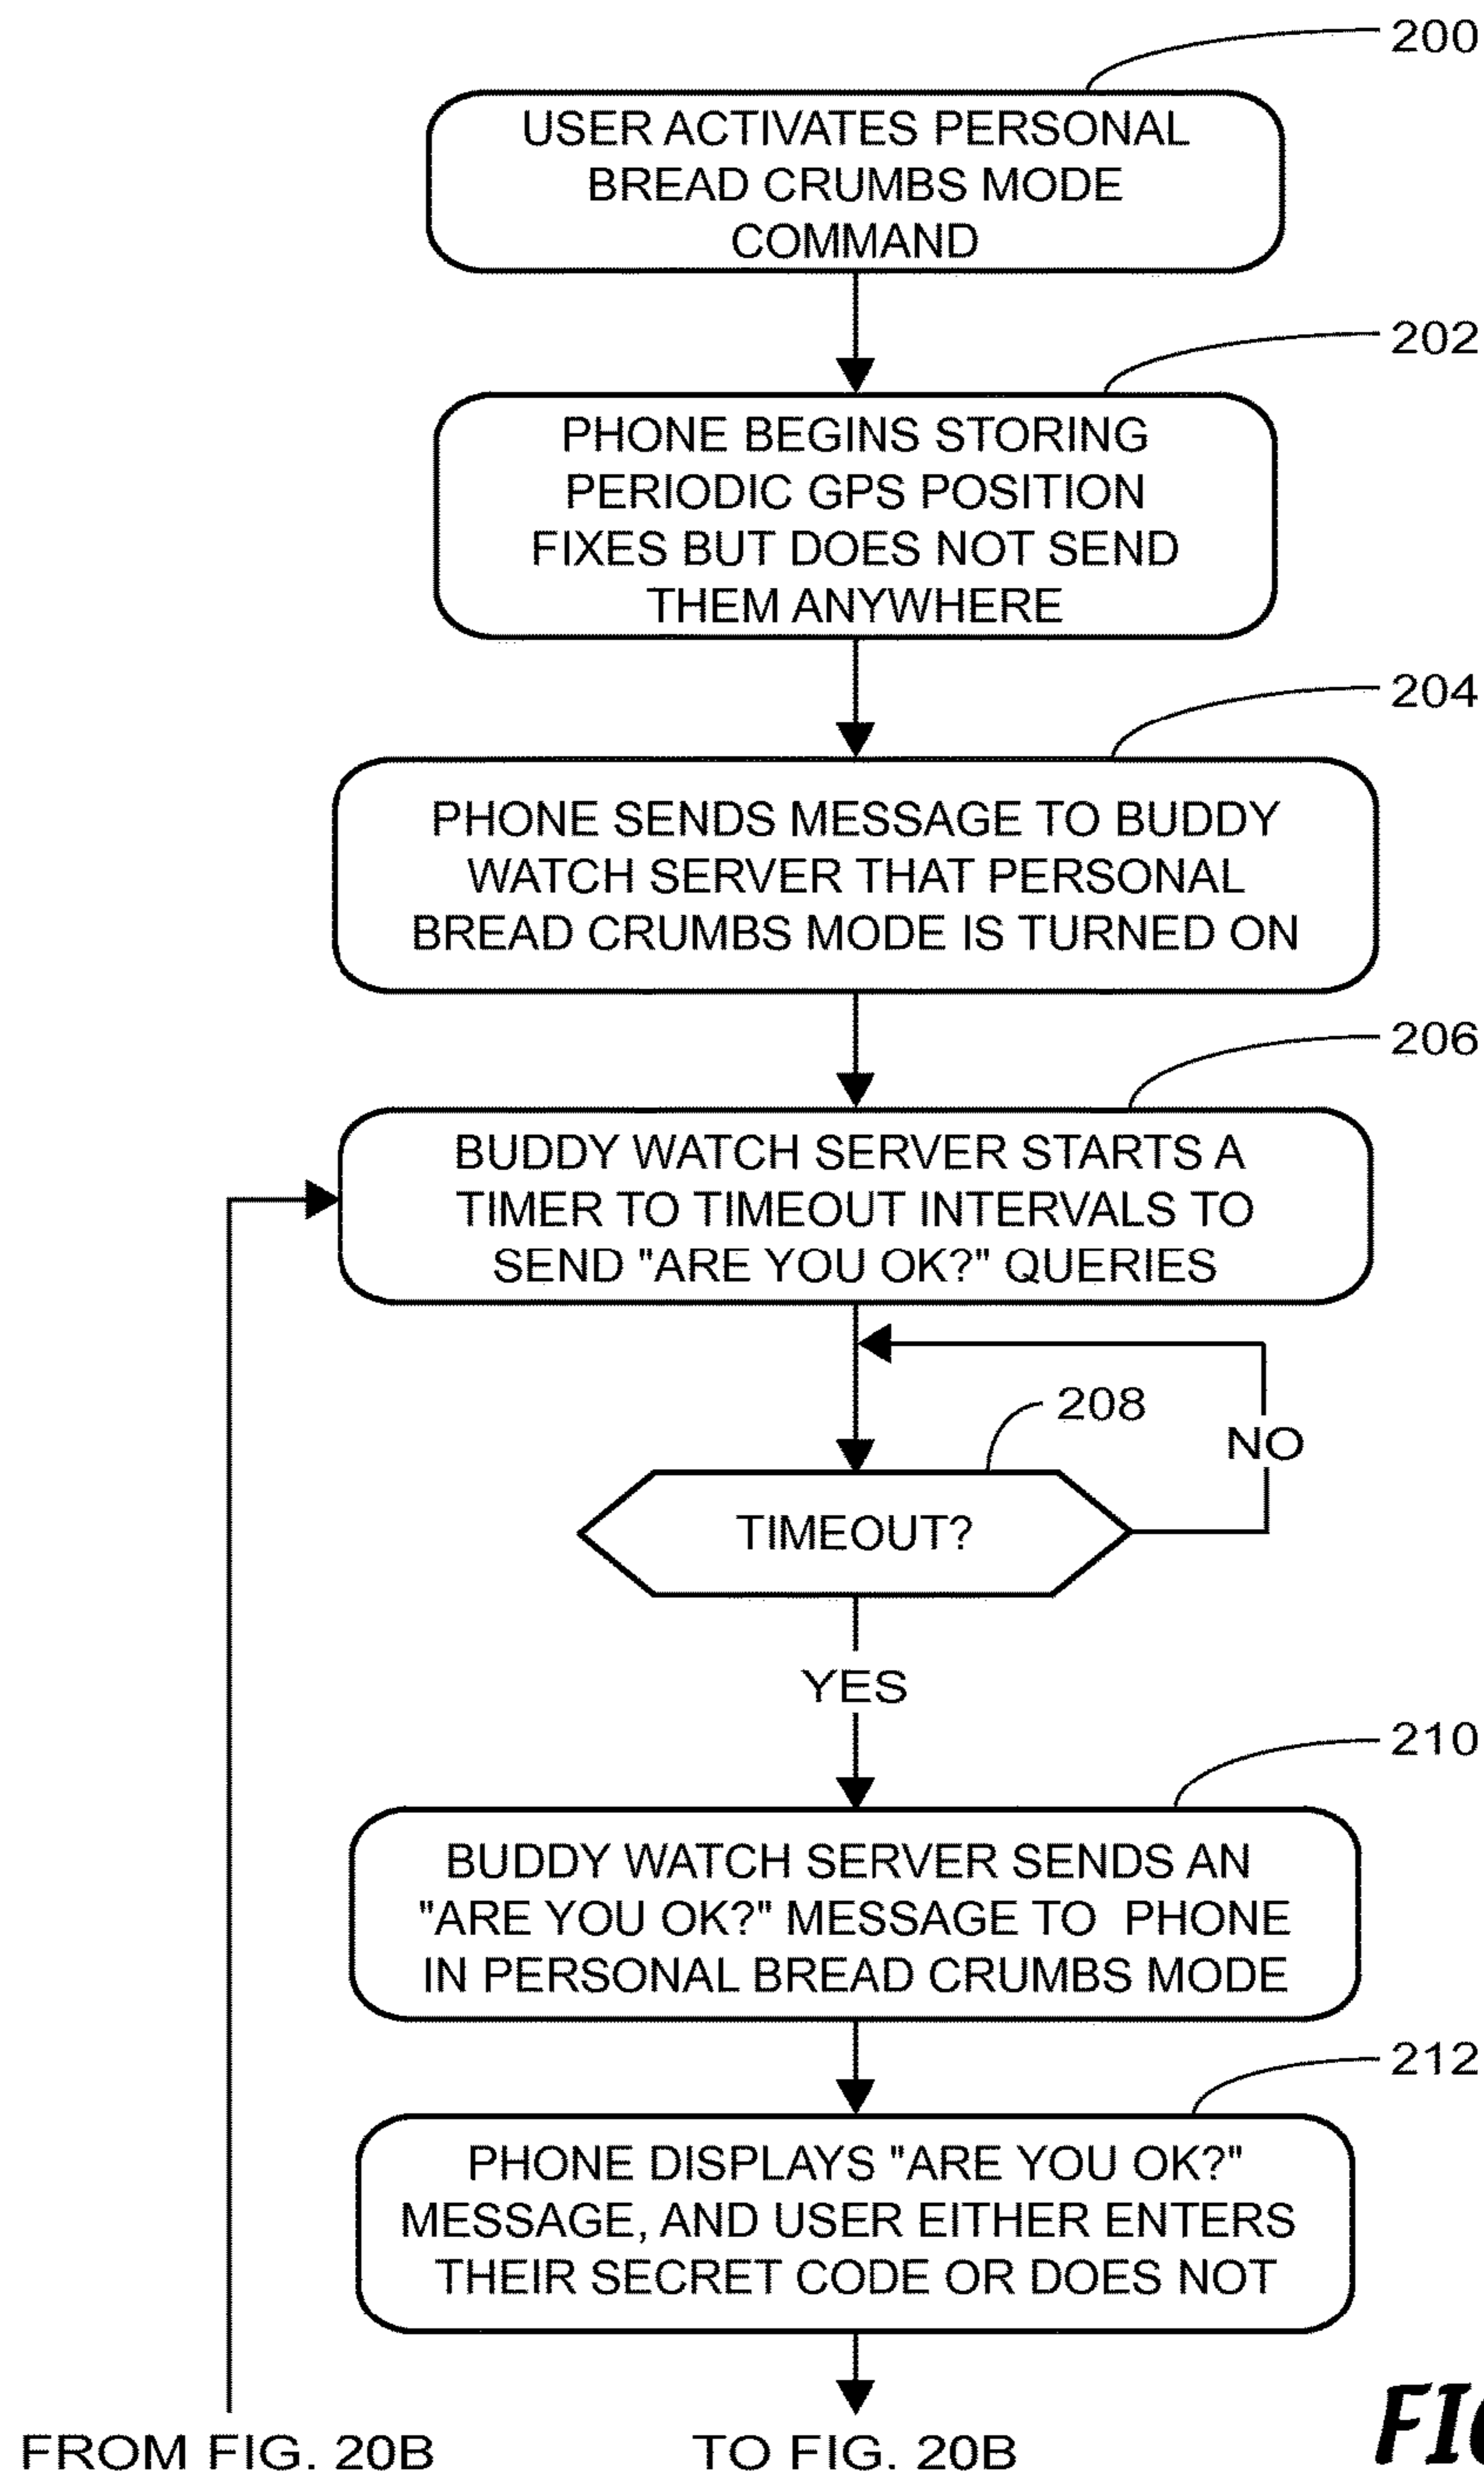 200
USER ACTIVATES PERSONAL
BREAD CRUMBS MODE
COMMAND
202
PHONE BEGINS STORING
PERIODIC GPS POSITION
FIXES BUT DOES NOT SEND
THEM ANYWHERE
204
PHONE SENDS MESSAGE TO BUDDY
WATCH SERVER THAT PERSONAL
BREAD CRUMBS MODE IS TURNED ON
206
BUDDY WATCH SERVER STARTS A
TIMER TO TIMEOUT INTERVALS TO
SEND "ARE YOU OK?" QUERIES
208
NO
TIMEOUT?
YES
210
BUDDY WATCH SERVER SENDS AN
"ARE YOU OK?" MESSAGE TO PHONE
IN PERSONAL BREAD CRUMBS MODE
212
PHONE DISPLAYS "ARE YOU OK?"
MESSAGE, AND USER EITHER ENTERS
THEIR SECRET CODE OR DOES NOT
FROM FIG. 20B
TO FIG. 20B